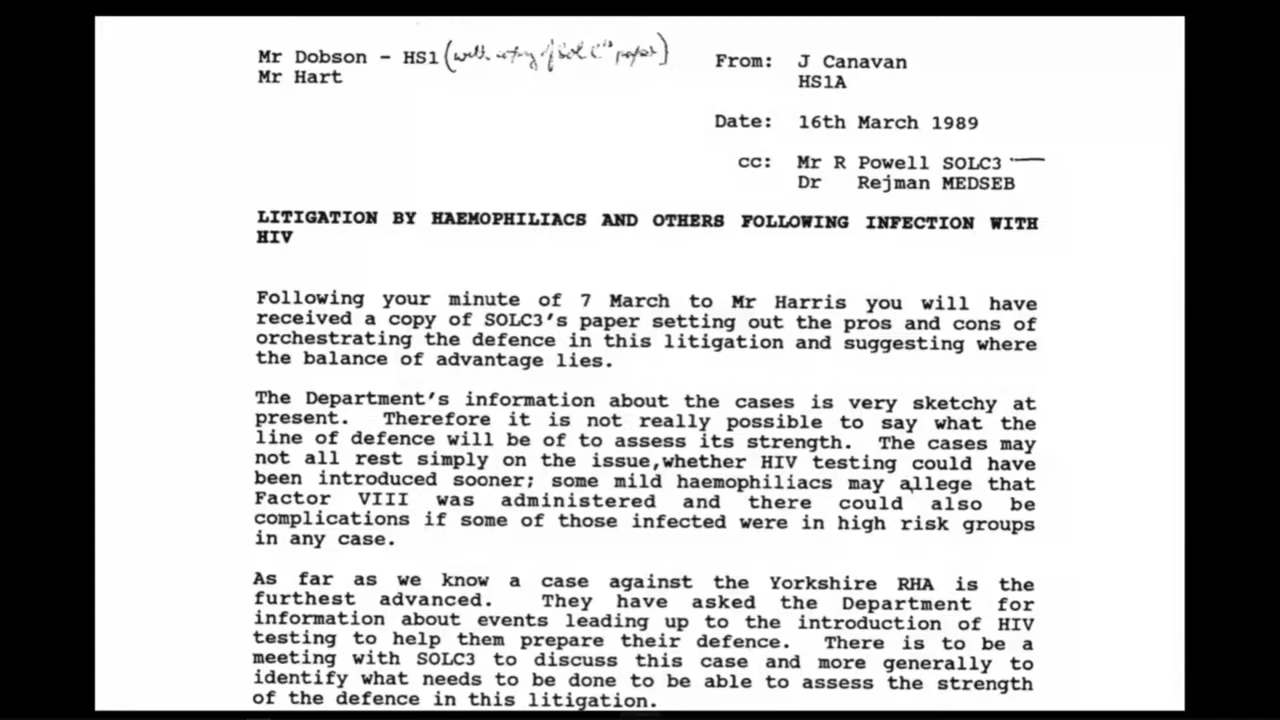 Mr Dobson - HS1 (with copy of SOLC3's paper)
Mr Hart
From: J Canavan
HS1A
Date: 16th March 1989
cc: Mr R Powell SOLC3
Dr Rejman MEDSEB
LITIGATION BY HAEMOPHILIACS AND OTHERS FOLLOWING INFECTION WITH
HIV
Following your minute of 7 March to Mr Harris you will have
received a copy of SOLC3's paper setting out the pros and cons of
orchestrating the defence in this litigation and suggesting where
the balance of advantage lies.
The Department's information about the cases is very sketchy at
present. Therefore it is not really possible to say what the
line of defence will be of to assess its strength. The cases may
not all rest simply on the issue,whether HIV testing could have
been introduced sooner; some mild haemophiliacs may allege that
Factor VIII was administered and there could also be
complications if some of those infected were in high risk groups
in any case.
As far as we know a case against the Yorkshire RHA is the
furthest advanced. They have asked the Department for
information about events leading up to the introduction of HIV
testing to help them prepare their defence. There is to be a
meeting with SOLC3 to discuss this case and more generally to
identify what needs to be done to be able to assess the strength
of the defence in this litigation.